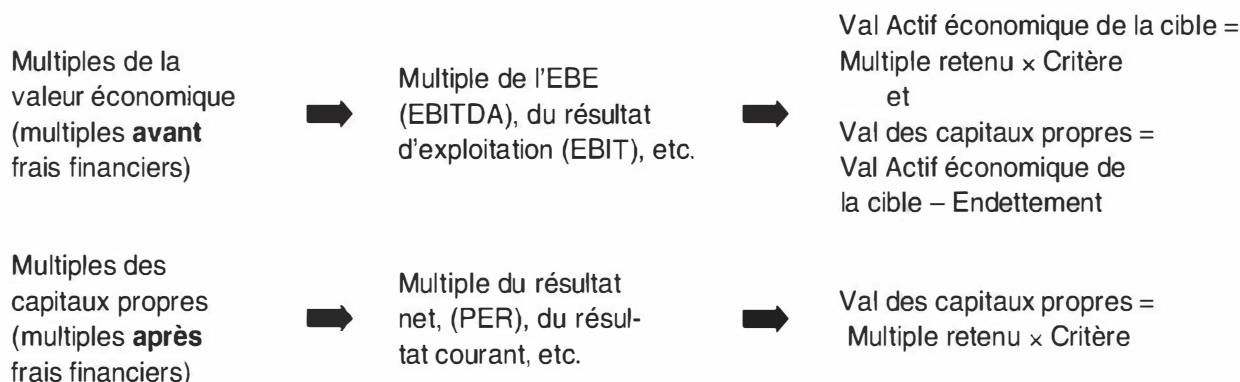 Multiples de la
valeur économique
(multiples avant
frais financiers)
Multiple de l'EBE
(EBITDA), du résultat
d'exploitation (EBIT), etc.
Val Actif économique de la cible =
Multiple retenu × Critère
et
Val des capitaux propres =
Val Actif économique de
la cible – Endettement
Multiples des
capitaux propres
(multiples après
frais financiers)
Multiple du résultat
net, (PER), du résul-
tat courant, etc.
Val des capitaux propres =
Multiple retenu × Critère